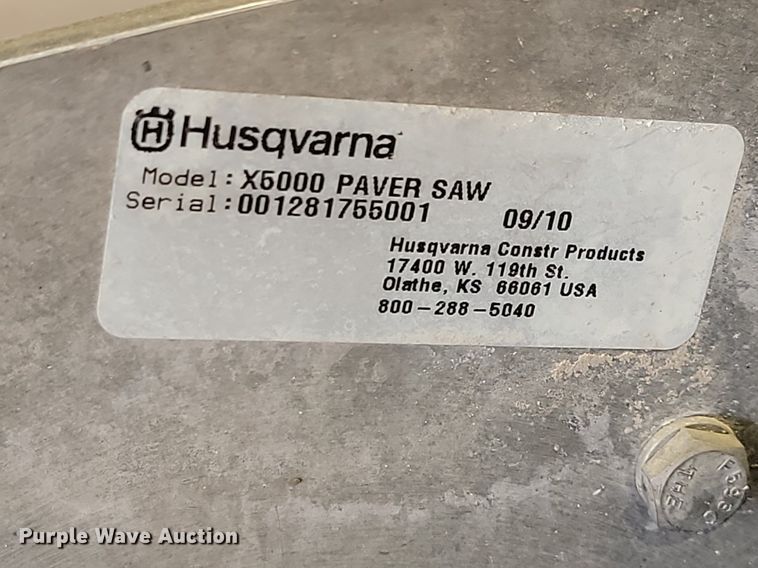 Husqvarna
Model: X5000 PAVER SAW
Serial: 001281755001 09/10
Husqvarna Constr Products
17400 W. 119th St.
Olathe, KS 66061 USA
800-288-5040
THE
Purple Wave Auction